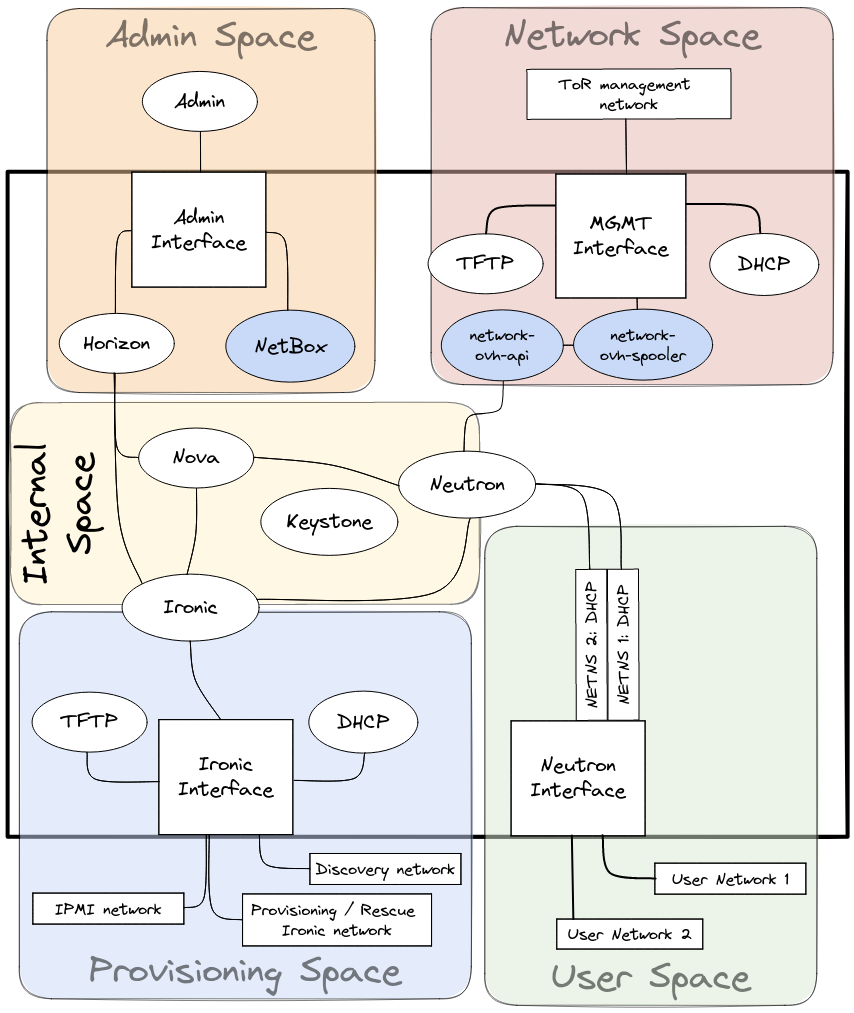 Admin Space
Admin
Admin
Interface
Horizon
NetBox
Network Space
ToR management
network
MGMT
Interface
TFTP
DHCP
network-
ovh-api
network-
ovh-spooler
Internal
Space
Nova
Neutron
Keystone
Ironic
TFTP
DHCP
Ironic
Interface
Discovery network
IPMI network
Provisioning / Rescue
Ironic network
Provisioning Space
NETNS 2: DHCP
NETNS 1: DHCP
Neutron
Interface
User Network 1
User Network 2
User Space